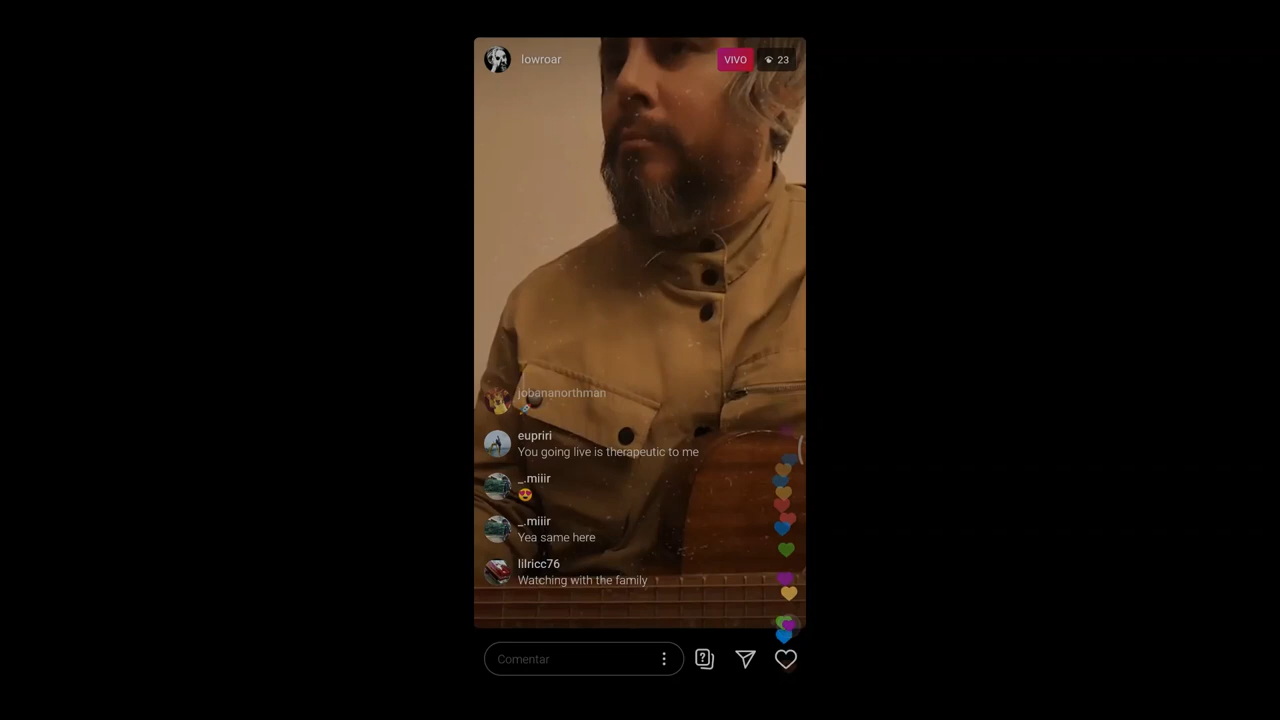 lowroar
VIVO
23
jobananorthman
eupriri
You going live is therapeutic to me
_.miiir
_.miiir
Yea same here
lilricc76
Watching with the family
Comentar